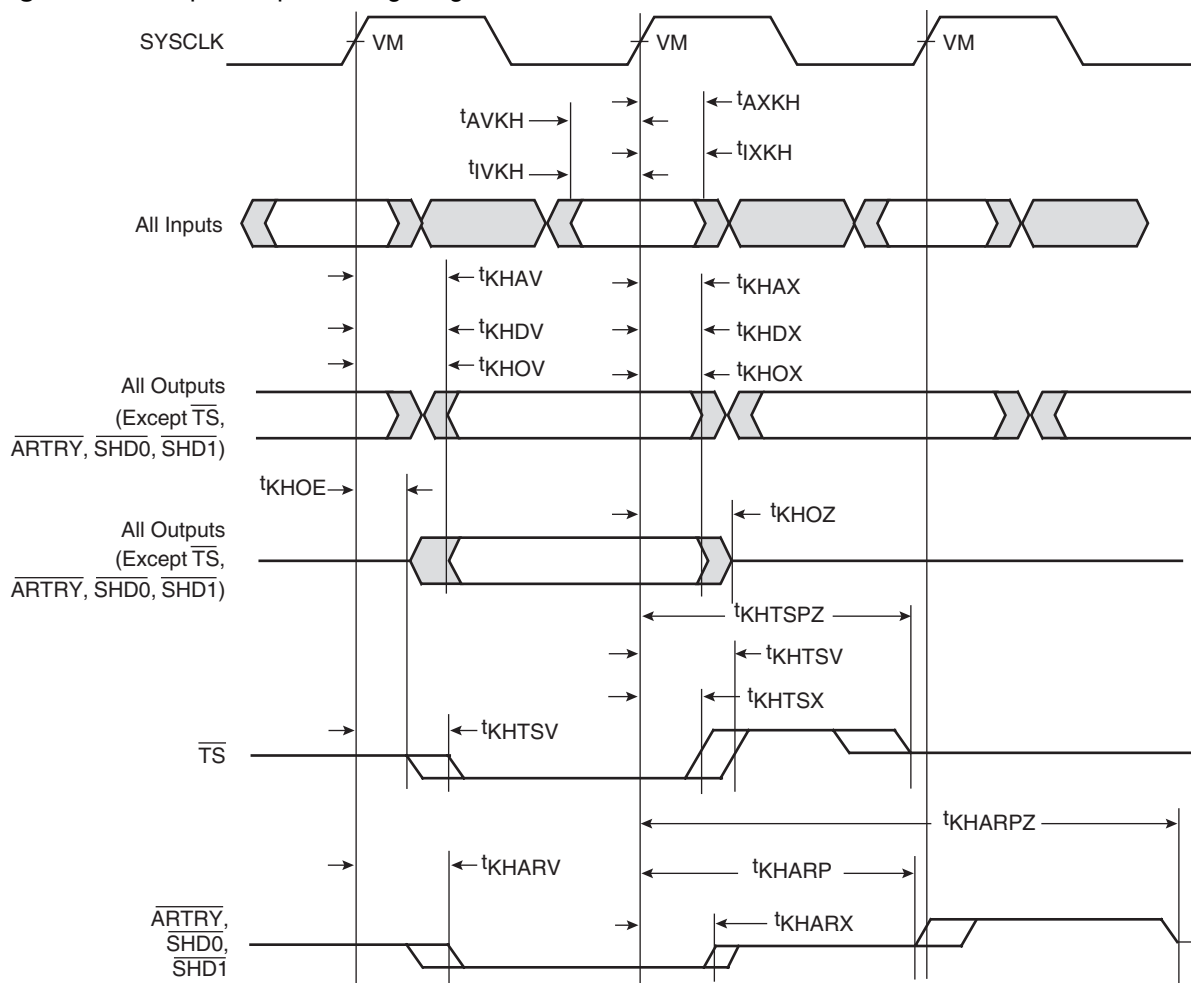 SYSCLK
VM
VM
VM
tAVKH
tAXKH
tIVKH
tIXKH
All Inputs
tKHAV
tKHAX
tKHDV
tKHDX
tKHOV
tKHOX
All Outputs
(Except TS,
ARTRY, SHD0, SHD1)
tKHOE
tKHOZ
All Outputs
(Except TS,
ARTRY, SHD0, SHD1)
tKHTSPZ
tKHTSV
tKHTSX
tKHTSV
TS
tKHARPZ
tKHARV
tKHARP
tKHARX
ARTRY,
SHD0,
SHD1